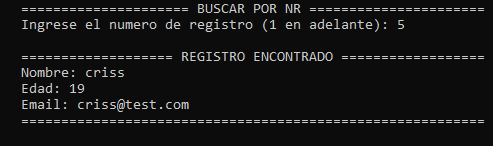 ===================== BUSCAR POR NR ======================
Ingrese el numero de registro (1 en adelante): 5
=================== REGISTRO ENCONTRADO ==================
Nombre: criss
Edad: 19
Email: criss@test.com
==========================================================